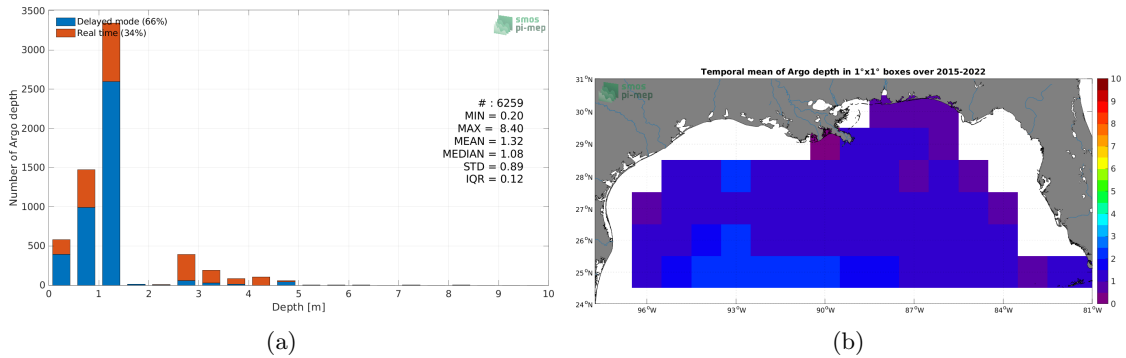 Delayed mode (66%)
Real time (34%)
smos
pi-mep
# : 6259
MIN = 0.20
MAX = 8.40
MEAN = 1.32
MEDIAN = 1.08
STD = 0.89
IQR = 0.12
Number of Argo depth
3500
3000
2500
2000
1500
1000
500
0
0 1 2 3 4 5 6 7 8 9 10
Depth [m]
(a)
Temporal mean of Argo depth in 1°x1° boxes over 2015-2022
smos
pi-mep
31°N
30°N
29°N
28°N
27°N
26°N
25°N
24°N
96°W 93°W 90°W 87°W 84°W 81°W
10
9
8
7
6
5
4
3
2
1
0
(b)